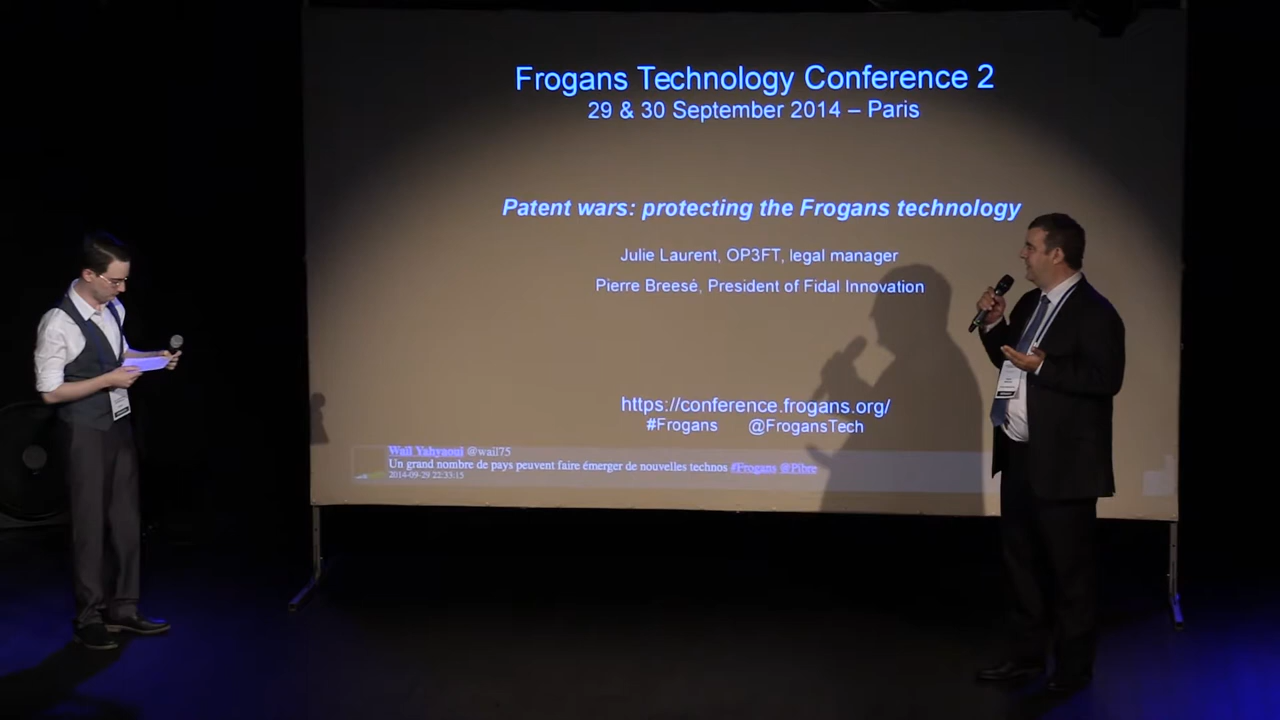 Frogans Technology Conference 2
29 & 30 September 2014 – Paris
Patent wars: protecting the Frogans technology
Julie Laurent, OP3FT, legal manager
Pierre Breesé, President of Fidal Innovation
https://conference.frogans.org/
#Frogans @FrogansTech
Wail Yahyaoui @wail75
Un grand nombre de pays peuvent faire émerger de nouvelles technos #Frogans @Pibre
2014-09-29 22:35:15